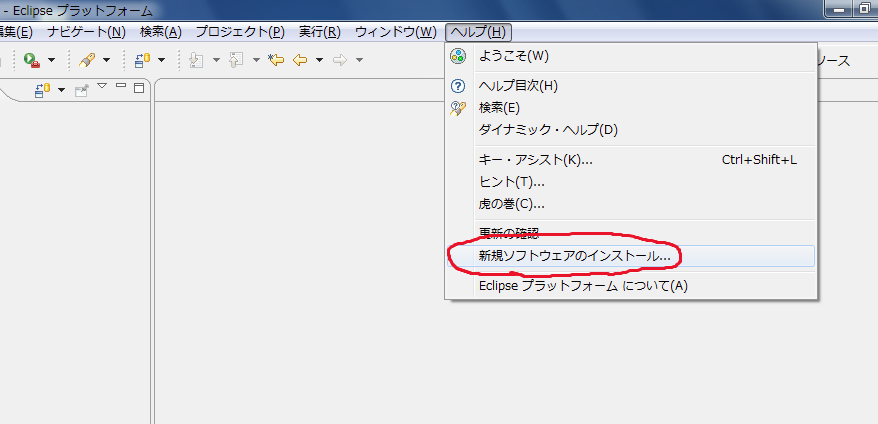 - Eclipse プラットフォーム
編集(E) ナビゲート(N) 検索(A) プロジェクト(P) 実行(R) ウィンドウ(W) ヘルプ(H)
ようこそ(W)
ソース
ヘルプ目次(H)
検索(E)
ダイナミック・ヘルプ(D)
キー・アシスト(K)... Ctrl+Shift+L
ヒント(T)...
虎の巻(C)...
更新の確認
新規ソフトウェアのインストール...
Eclipse プラットフォーム について(A)